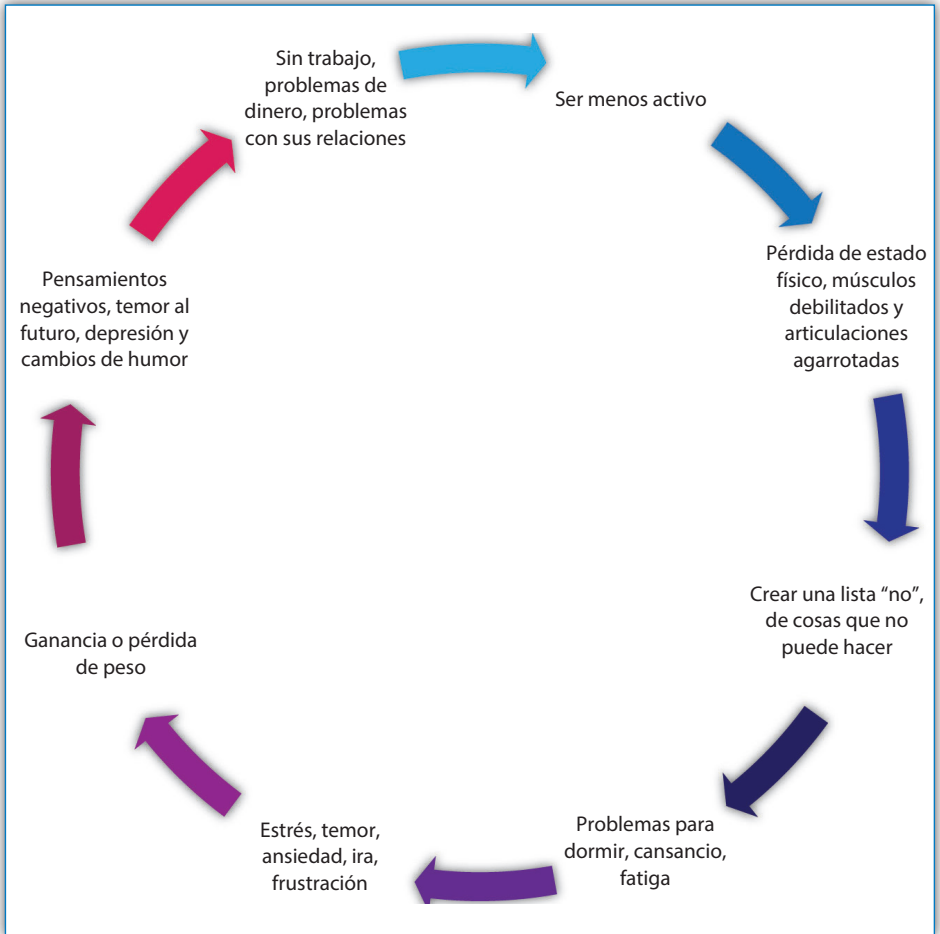 Sin trabajo,
problemas de
dinero, problemas
con sus relaciones
Ser menos activo
Pérdida de estado
físico, músculos
debilitados y
articulaciones
agarrotadas
Crear una lista “no”,
de cosas que no
puede hacer
Problemas para
dormir, cansancio,
fatiga
Estrés, temor,
ansiedad, ira,
frustración
Ganancia o pérdida
de peso
Pensamientos
negativos, temor al
futuro, depresión y
cambios de humor